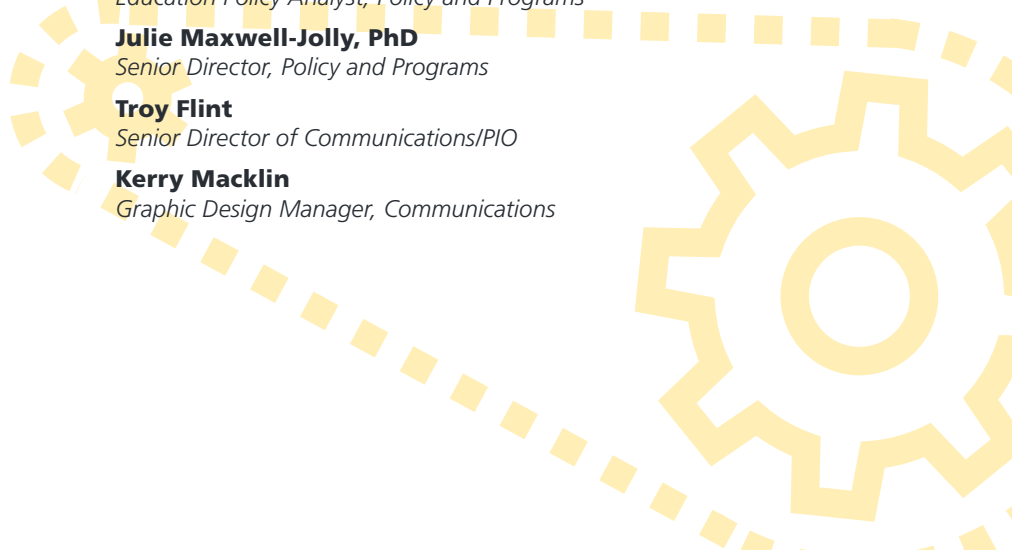 Education Policy Analyst, Policy and Programs
Julie Maxwell-Jolly, PhD
Senior Director, Policy and Programs
Troy Flint
Senior Director of Communications/PIO
Kerry Macklin
Graphic Design Manager, Communications